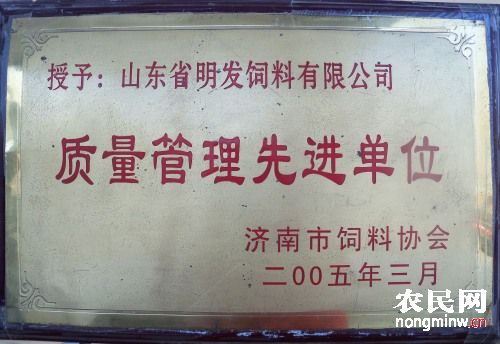 授予：山东省明发饲料有限公司
质量管理先进单位
济南市饲料协会
二00五年三月
农民网
nongminw.cn